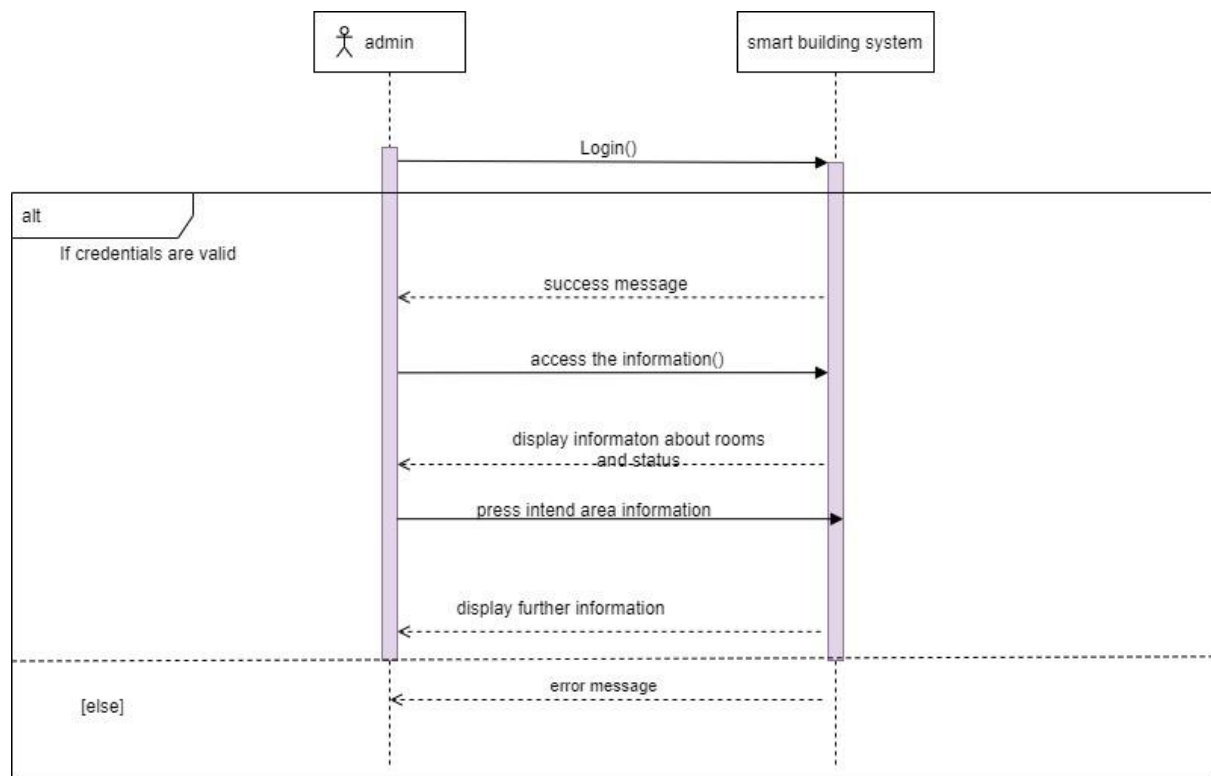 admin
smart building system
Login()
alt
If credentials are valid
success message
access the information()
display informaton about rooms
and status
press intend area information
display further information
error message
[else]